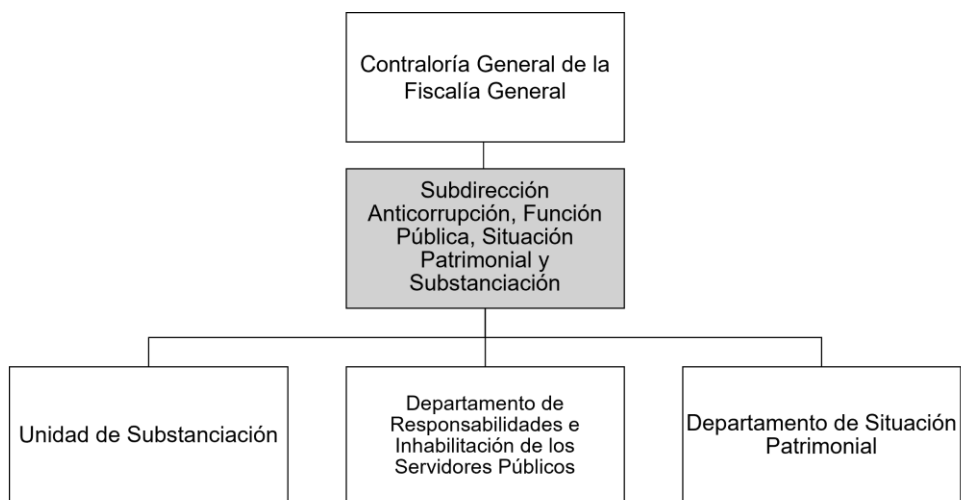 Contraloría General de la
Fiscalía General
Subdirección
Anticorrupción, Función
Pública, Situación
Patrimonial y
Substanciación
Unidad de Substanciación
Departamento de
Responsabilidades e
Inhabilitación de los
Servidores Públicos
Departamento de Situación
Patrimonial